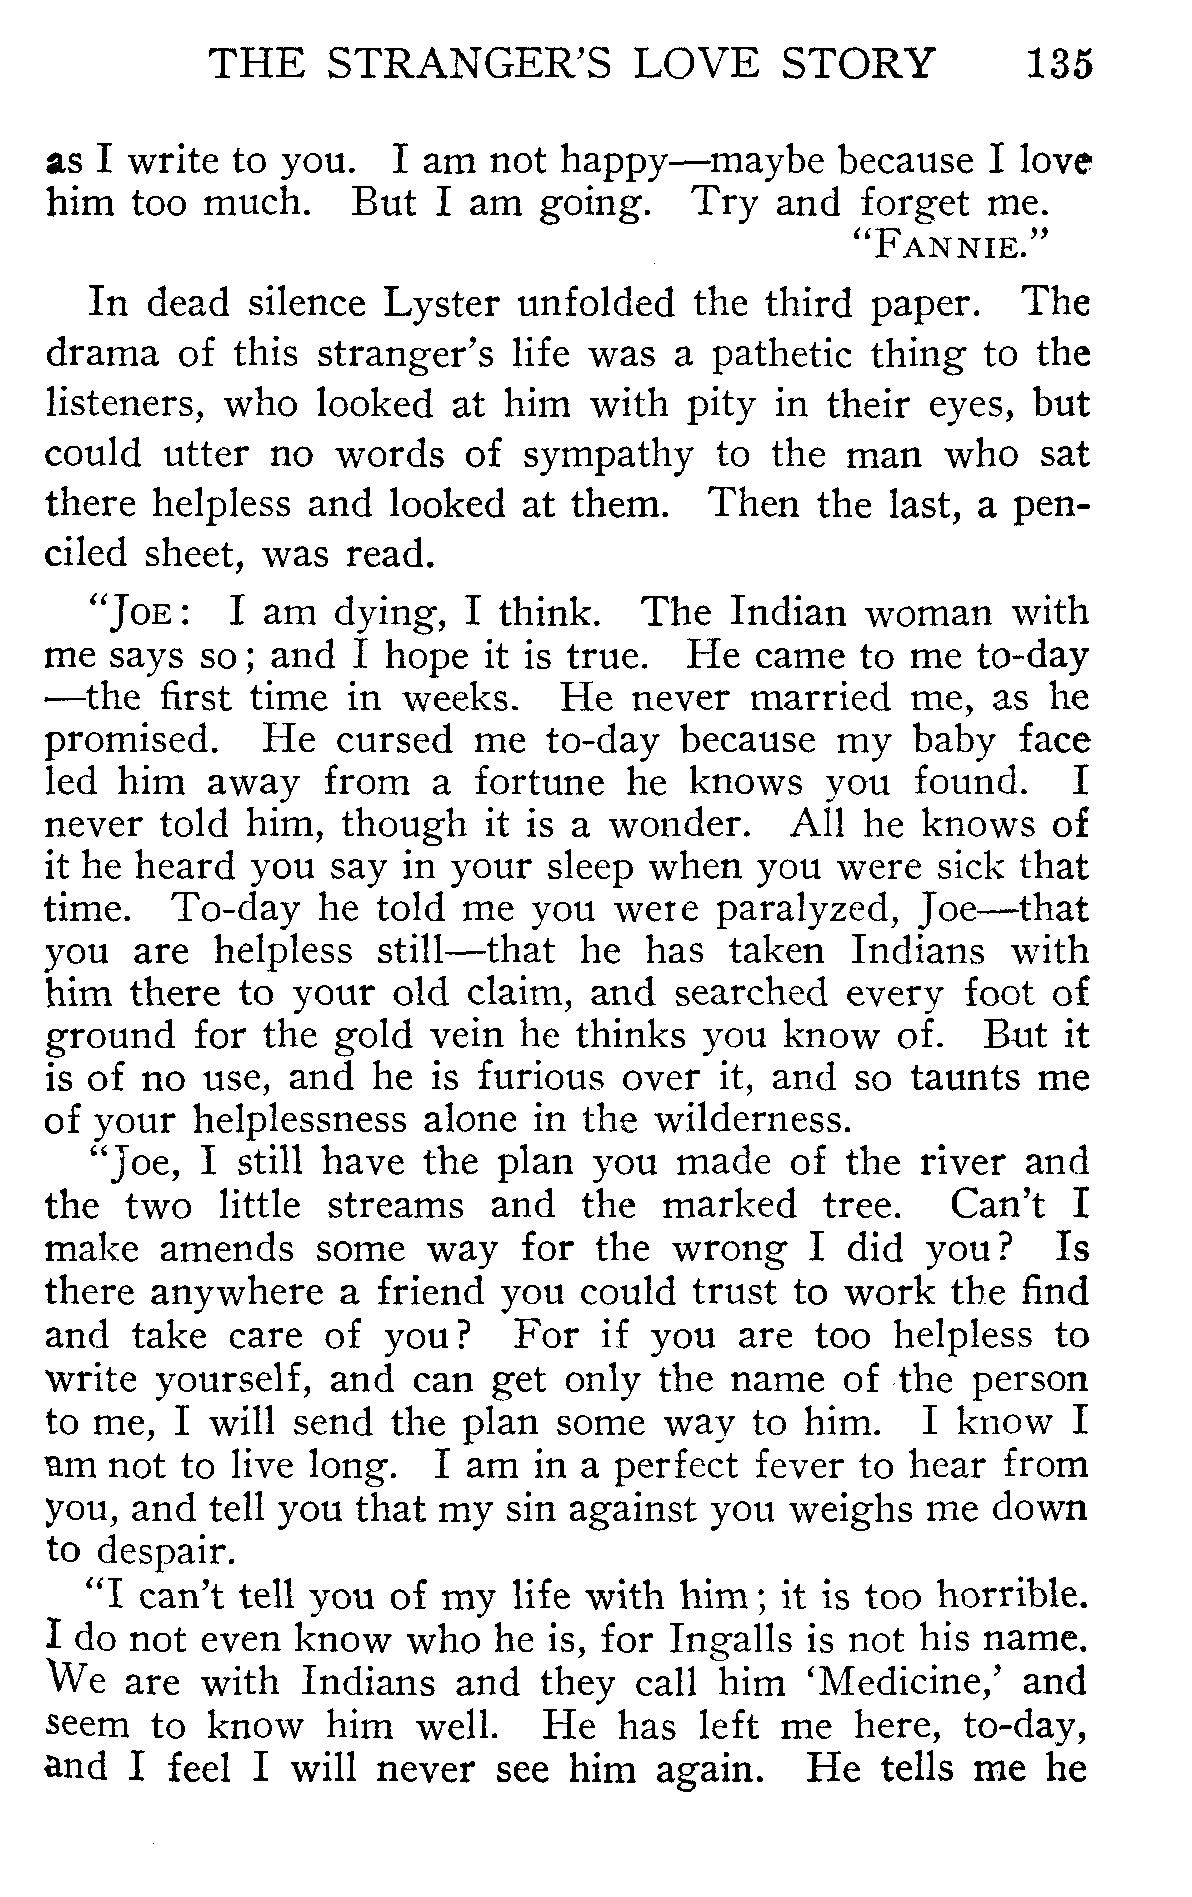 THE STRANGER'S LOVE STORY 135
as I write to you. I am not happy—maybe because I love
him too much. But I am going. Try and forget me.
"FANNIE."
In dead silence Lyster unfolded the third paper. The
drama of this stranger's life was a pathetic thing to the
listeners, who looked at him with pity in their eyes, but
could utter no words of sympathy to the man who sat
there helpless and looked at them. Then the last, a pen-
ciled sheet, was read.
"JOE: I am dying, I think. The Indian woman with
me says so; and I hope it is true. He came to me to-day
—the first time in weeks. He never married me, as he
promised. He cursed me to-day because my baby face
led him away from a fortune he knows you found. I
never told him, though it is a wonder. All he knows of
it he heard you say in your sleep when you were sick that
time. To-day he told me you were paralyzed, Joe—that
you are helpless still—that he has taken Indians with
him there to your old claim, and searched every foot of
ground for the gold vein he thinks you know of. But it
is of no use, and he is furious over it, and so taunts me
of your helplessness alone in the wilderness.
"Joe, I still have the plan you made of the river and
the two little streams and the marked tree. Can't I
make amends some way for the wrong I did you? Is
there anywhere a friend you could trust to work the find
and take care of you? For if you are too helpless to
write yourself, and can get only the name of the person
to me, I will send the plan some way to him. I know I
am not to live long. I am in a perfect fever to hear from
you, and tell you that my sin against you weighs me down
to despair.
"I can't tell you of my life with him; it is too horrible.
I do not even know who he is, for Ingalls is not his name.
We are with Indians and they call him 'Medicine,' and
seem to know him well. He has left me here, to-day,
and I feel I will never see him again. He tells me he